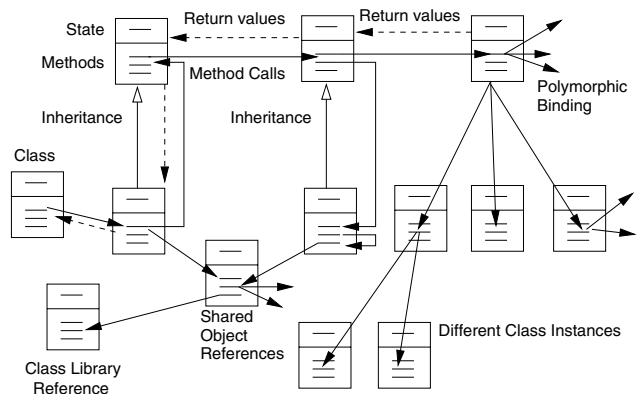 Return values
Return values
State
Methods
Method Calls
Polymorphic
Binding
Inheritance
Inheritance
Class
Shared
Object
References
Different Class Instances
Class Library
Reference